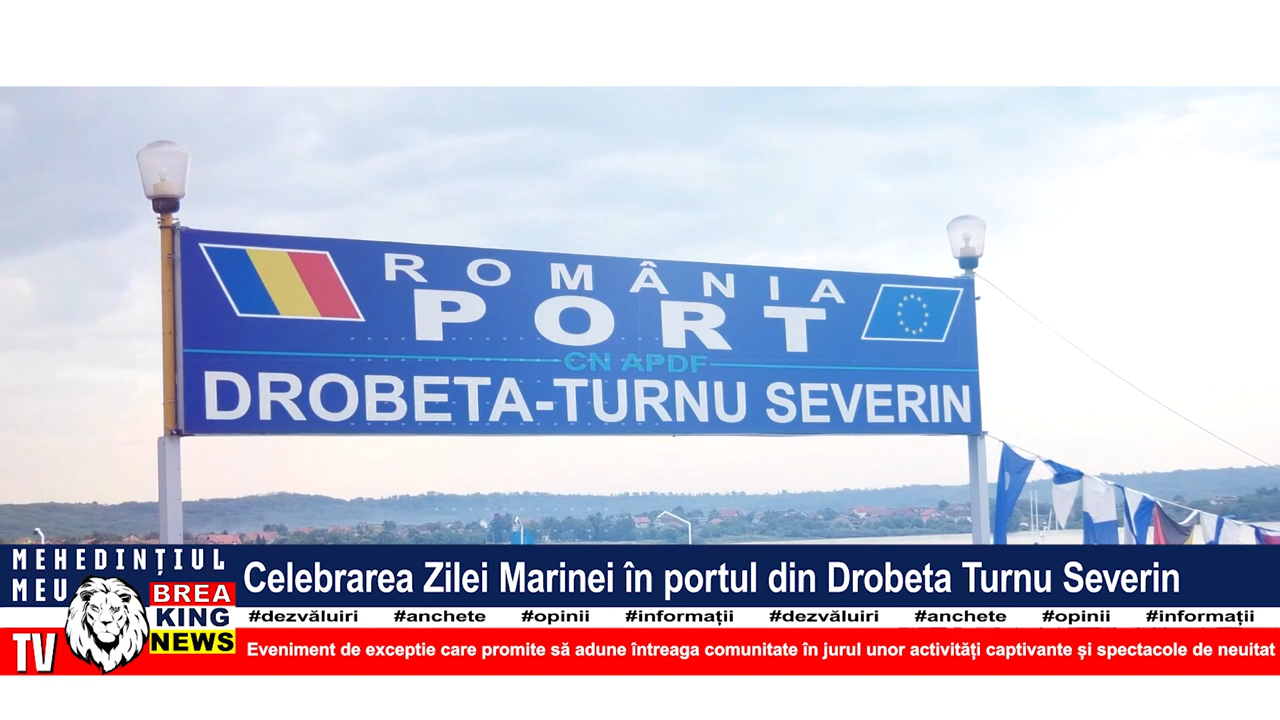 ROMÂNIA
PORT
CN APDF
DROBETA-TURNU SEVERIN
MEHEDINȚIUL
MEU
TV
BREA
KING
NEWS
Celebrarea Zilei Marinei în portul din Drobeta Turnu Severin
#dezvăluiri #anchete #opinii #informații #dezvăluiri #anchete #opinii #informații
Eveniment de exceptie care promite să adune întreaga comunitate în jurul unor activități captivante și spectacole de neuitat